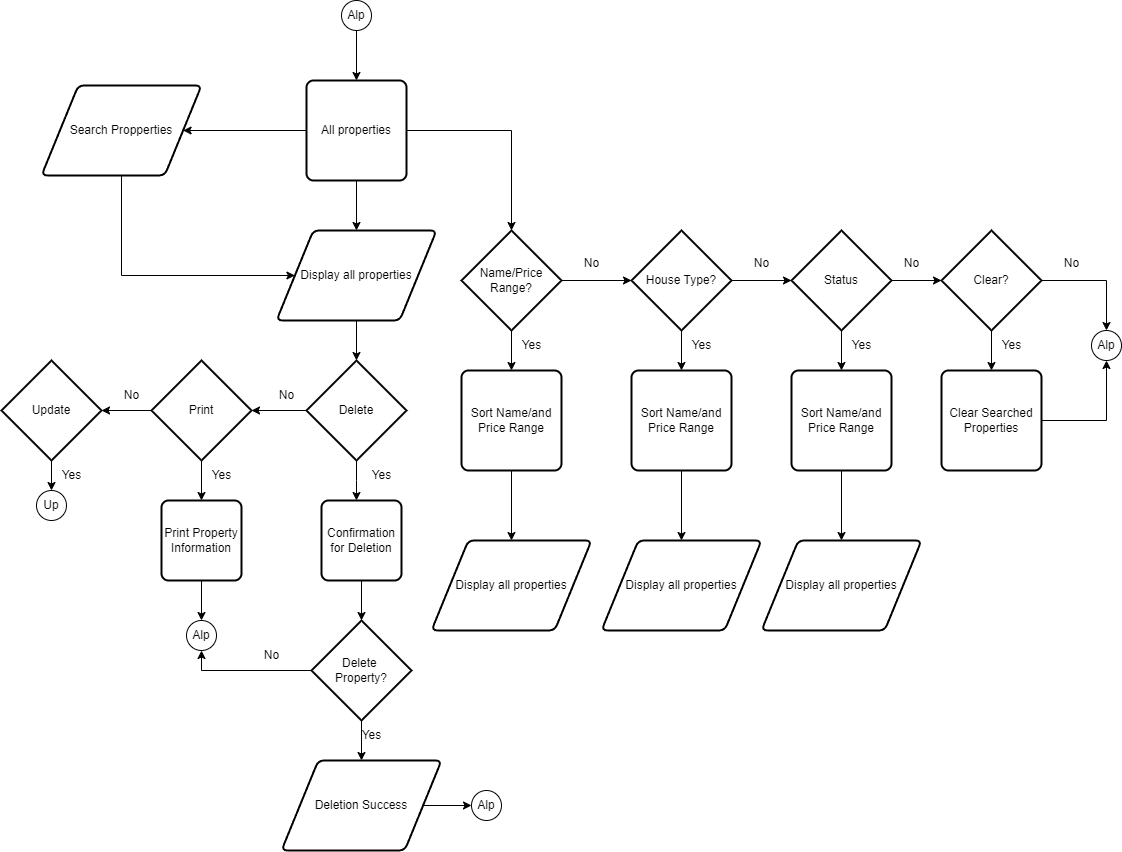 Alp
Search Propperties
All properties
Display all properties
Name/Price
Range?
No
House Type?
No
Status
No
Clear?
No
Alp
Yes
Yes
Yes
Yes
Sort Name/and
Price Range
Sort Name/and
Price Range
Sort Name/and
Price Range
Clear Searched
Properties
Update
No
Print
No
Delete
Yes
Yes
Yes
Up
Print Property
Information
Confirmation
for Deletion
Display all properties
Display all properties
Display all properties
Alp
No
Delete
Property?
Yes
Deletion Success
Alp